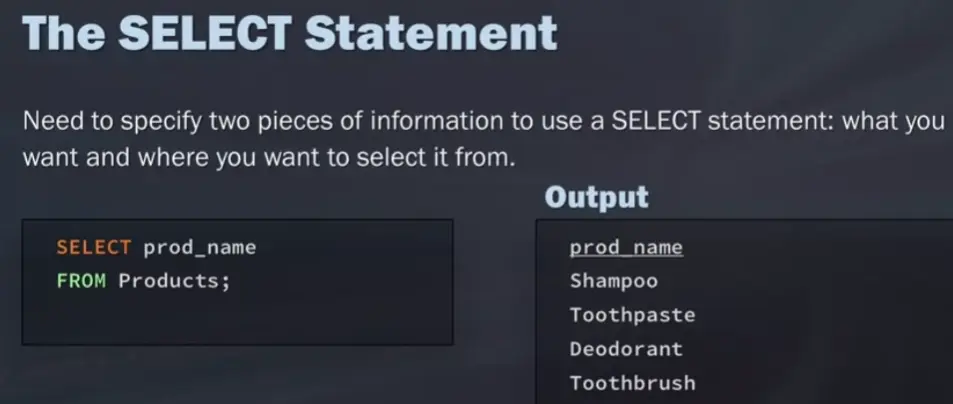 The SELECT Statement
Need to specify two pieces of information to use a SELECT statement: what you
want and where you want to select it from.
SELECT prod_name
FROM Products;
Output
prod_name
Shampoo
Toothpaste
Deodorant
Toothbrush